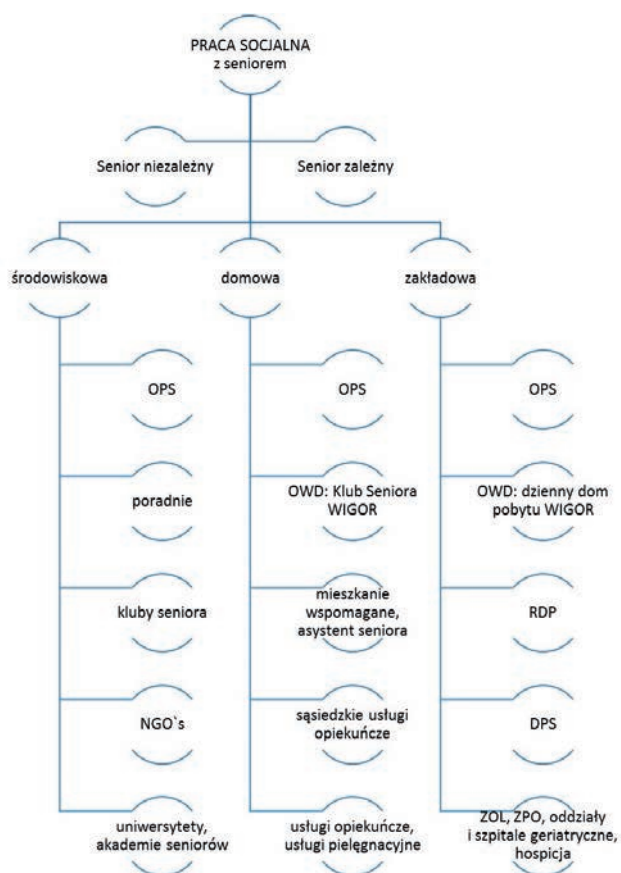 PRACA SOCJALNA
z seniorem
Senior niezależny
Senior zależny
środowiskowa
domowa
zakładowa
OPS
OPS
OPS
poradnie
OWD: Klub Seniora
WIGOR
OWD: dzienny dom
pobytu WIGOR
kluby seniora
mieszkanie
wspomagane,
asystent seniora
RDP
NGO`s
sąsiedzkie usługi
opiekuńcze
DPS
uniwersytety,
akademie seniorów
usługi opiekuńcze,
usługi pielęgnacyjne
ZOL, ZPO, oddziały
i szpitale geriatryczne,
hospicja